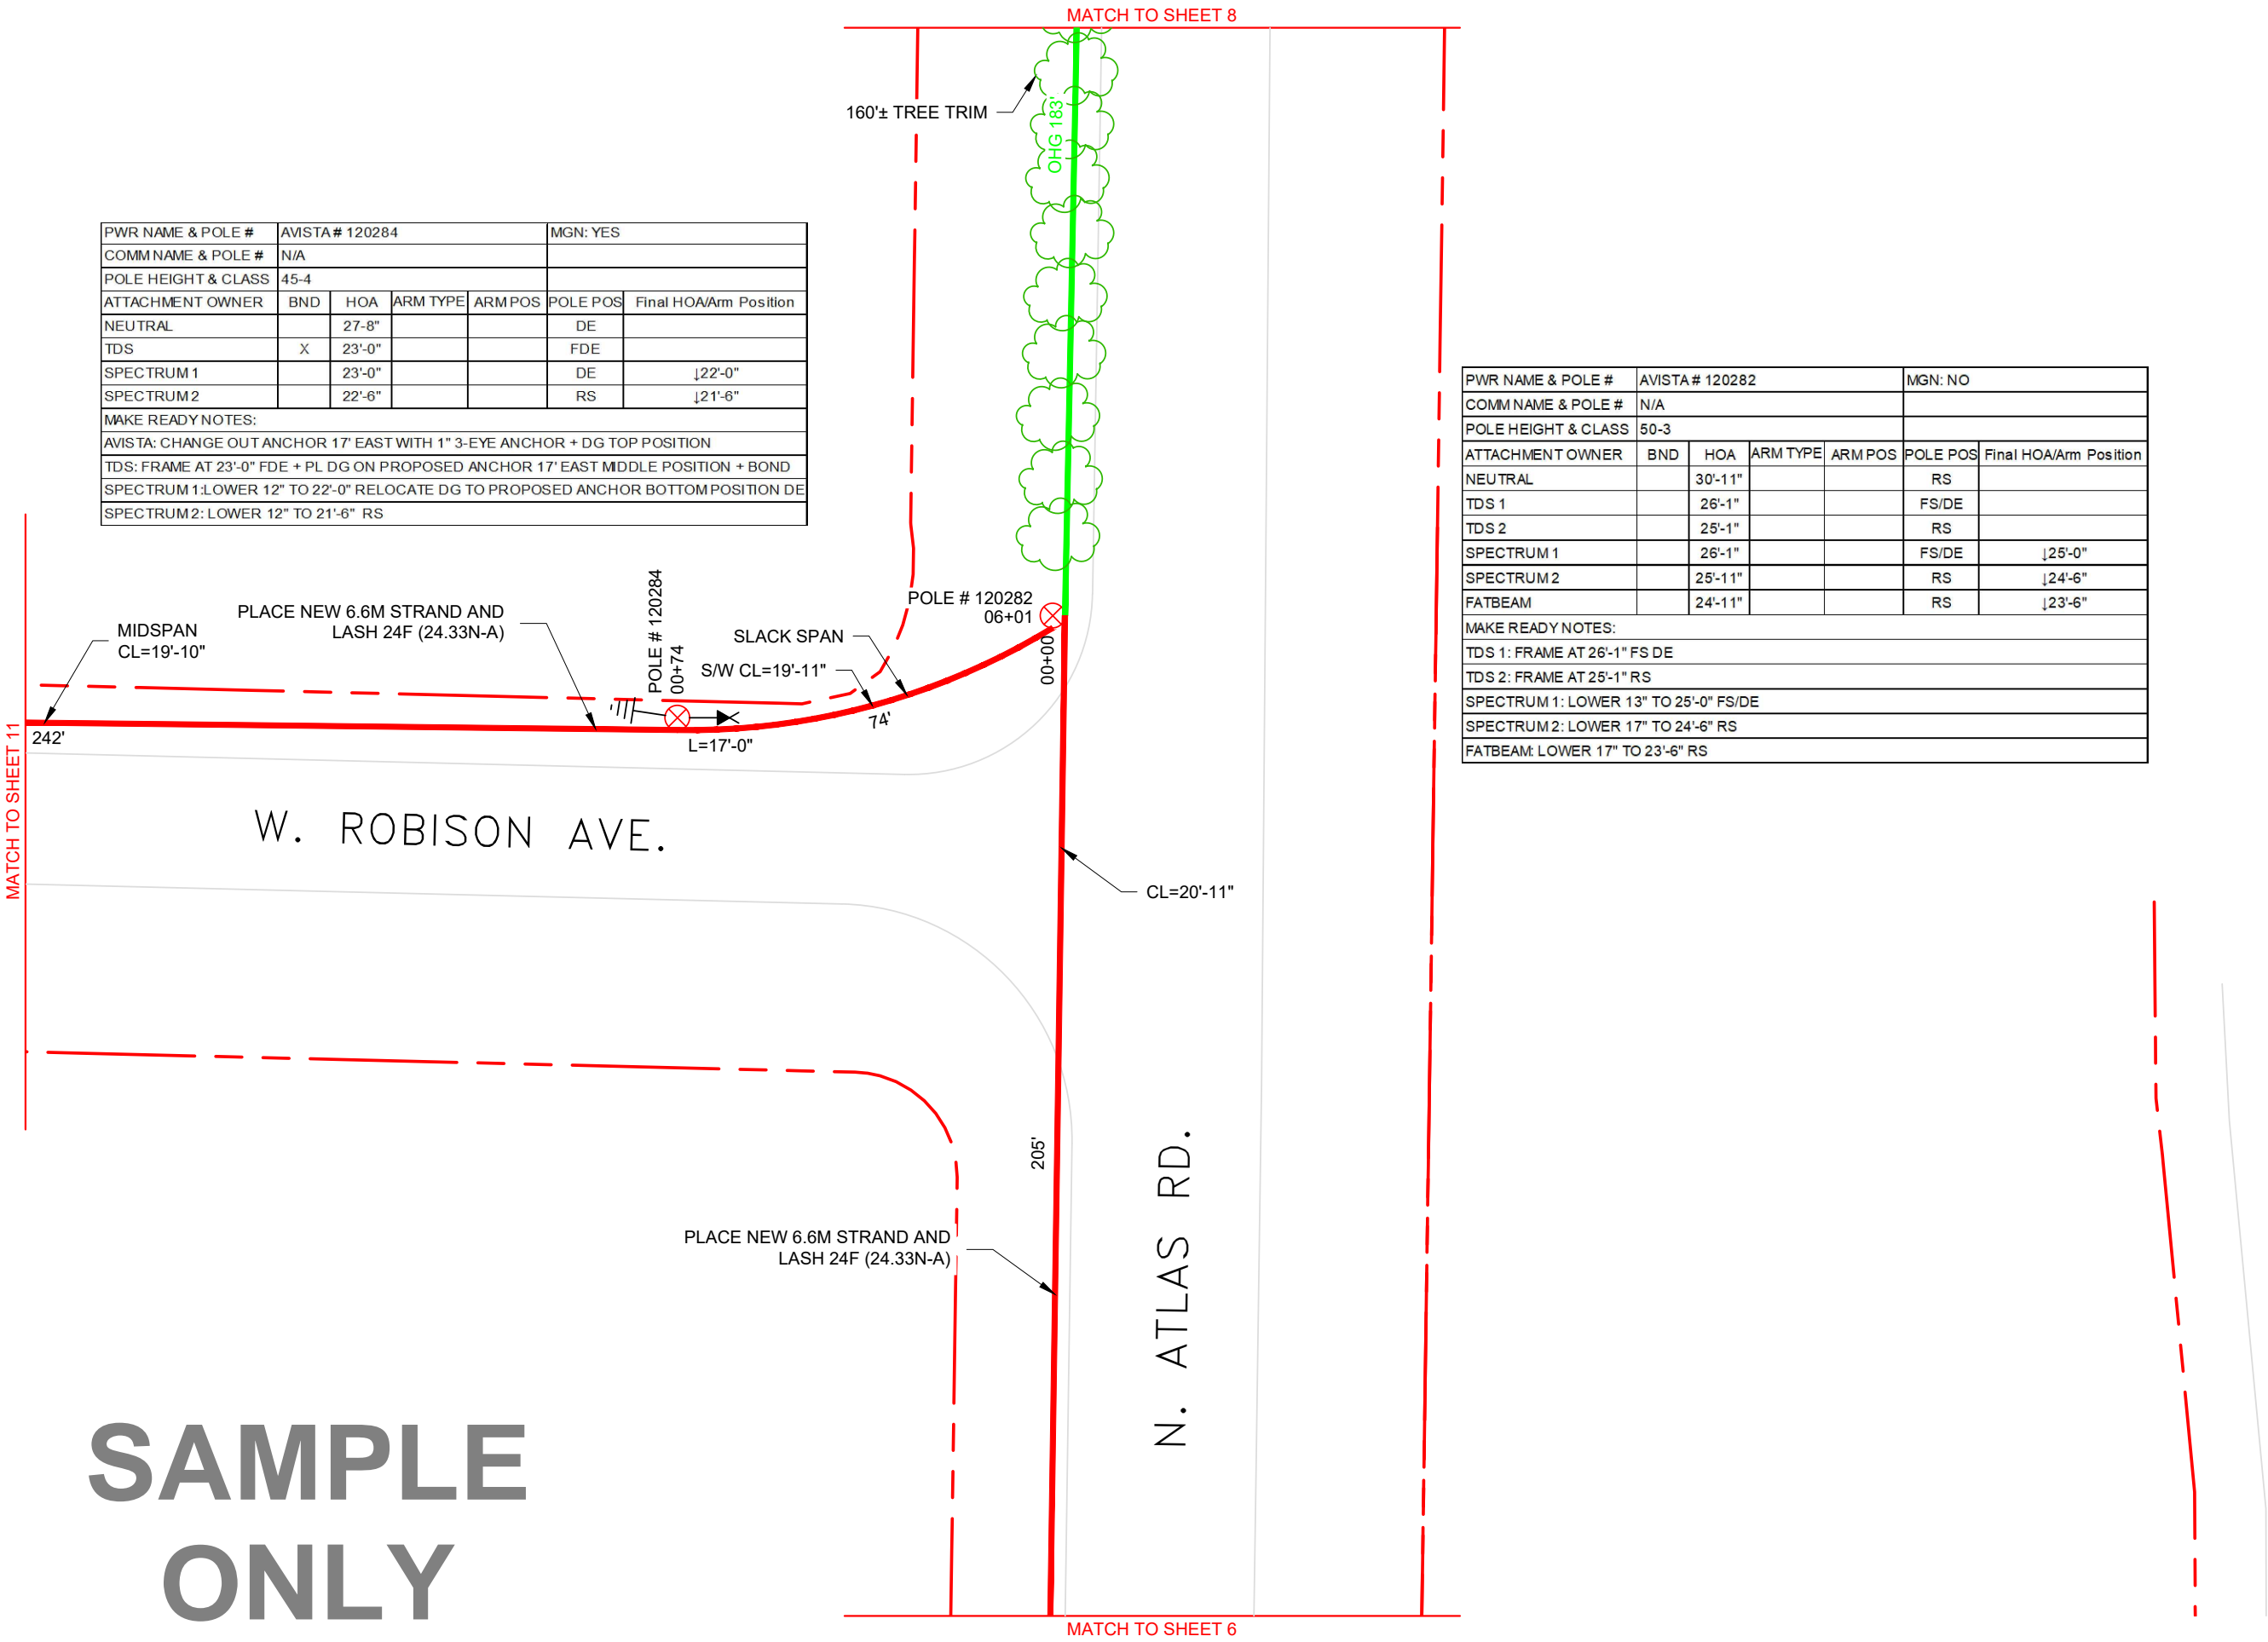 MATCH TO SHEET 8
160'± TREE TRIM
OHG 183'
PWR NAME & POLE # AVISTA # 120284 MGN: YES
COMM NAME & POLE # N/A
POLE HEIGHT & CLASS 45-4
ATTACHMENT OWNER BND HOA ARM TYPE ARM POS POLE POS Final HOA/Arm Position
NEUTRAL 27-8" DE
TDS X 23'-0" FDE
SPECTRUM 1 23'-0" DE ↓22'-0"
SPECTRUM 2 22'-6" RS ↓21'-6"
MAKE READY NOTES:
AVISTA: CHANGE OUT ANCHOR 17' EAST WITH 1" 3-EYE ANCHOR + DG TOP POSITION
TDS: FRAME AT 23'-0" FDE + PL DG ON PROPOSED ANCHOR 17' EAST MIDDLE POSITION + BOND
SPECTRUM 1:LOWER 12" TO 22'-0" RELOCATE DG TO PROPOSED ANCHOR BOTTOM POSITION DE
SPECTRUM 2: LOWER 12" TO 21'-6" RS
PWR NAME & POLE # AVISTA # 120282 MGN: NO
COMM NAME & POLE # N/A
POLE HEIGHT & CLASS 50-3
ATTACHMENT OWNER BND HOA ARM TYPE ARM POS POLE POS Final HOA/Arm Position
NEUTRAL 30'-11" RS
TDS 1 26'-1" FS/DE
TDS 2 25'-1" RS
SPECTRUM 1 26'-1" FS/DE ↓25'-0"
SPECTRUM 2 25'-11" RS ↓24'-6"
FATBEAM 24'-11" RS ↓23'-6"
MAKE READY NOTES:
TDS 1: FRAME AT 26'-1" FS DE
TDS 2: FRAME AT 25'-1" RS
SPECTRUM 1: LOWER 13" TO 25'-0" FS/DE
SPECTRUM 2: LOWER 17" TO 24'-6" RS
FATBEAM: LOWER 17" TO 23'-6" RS
MIDSPAN
CL=19'-10"
PLACE NEW 6.6M STRAND AND
LASH 24F (24.33N-A)
POLE # 120284
00+74
SLACK SPAN
S/W CL=19'-11"
POLE # 120282
06+01
00+00
74'
L=17'-0"
242'
MATCH TO SHEET 11
W. ROBISON AVE.
CL=20'-11"
205'
N. ATLAS RD.
PLACE NEW 6.6M STRAND AND
LASH 24F (24.33N-A)
SAMPLE
ONLY
MATCH TO SHEET 6